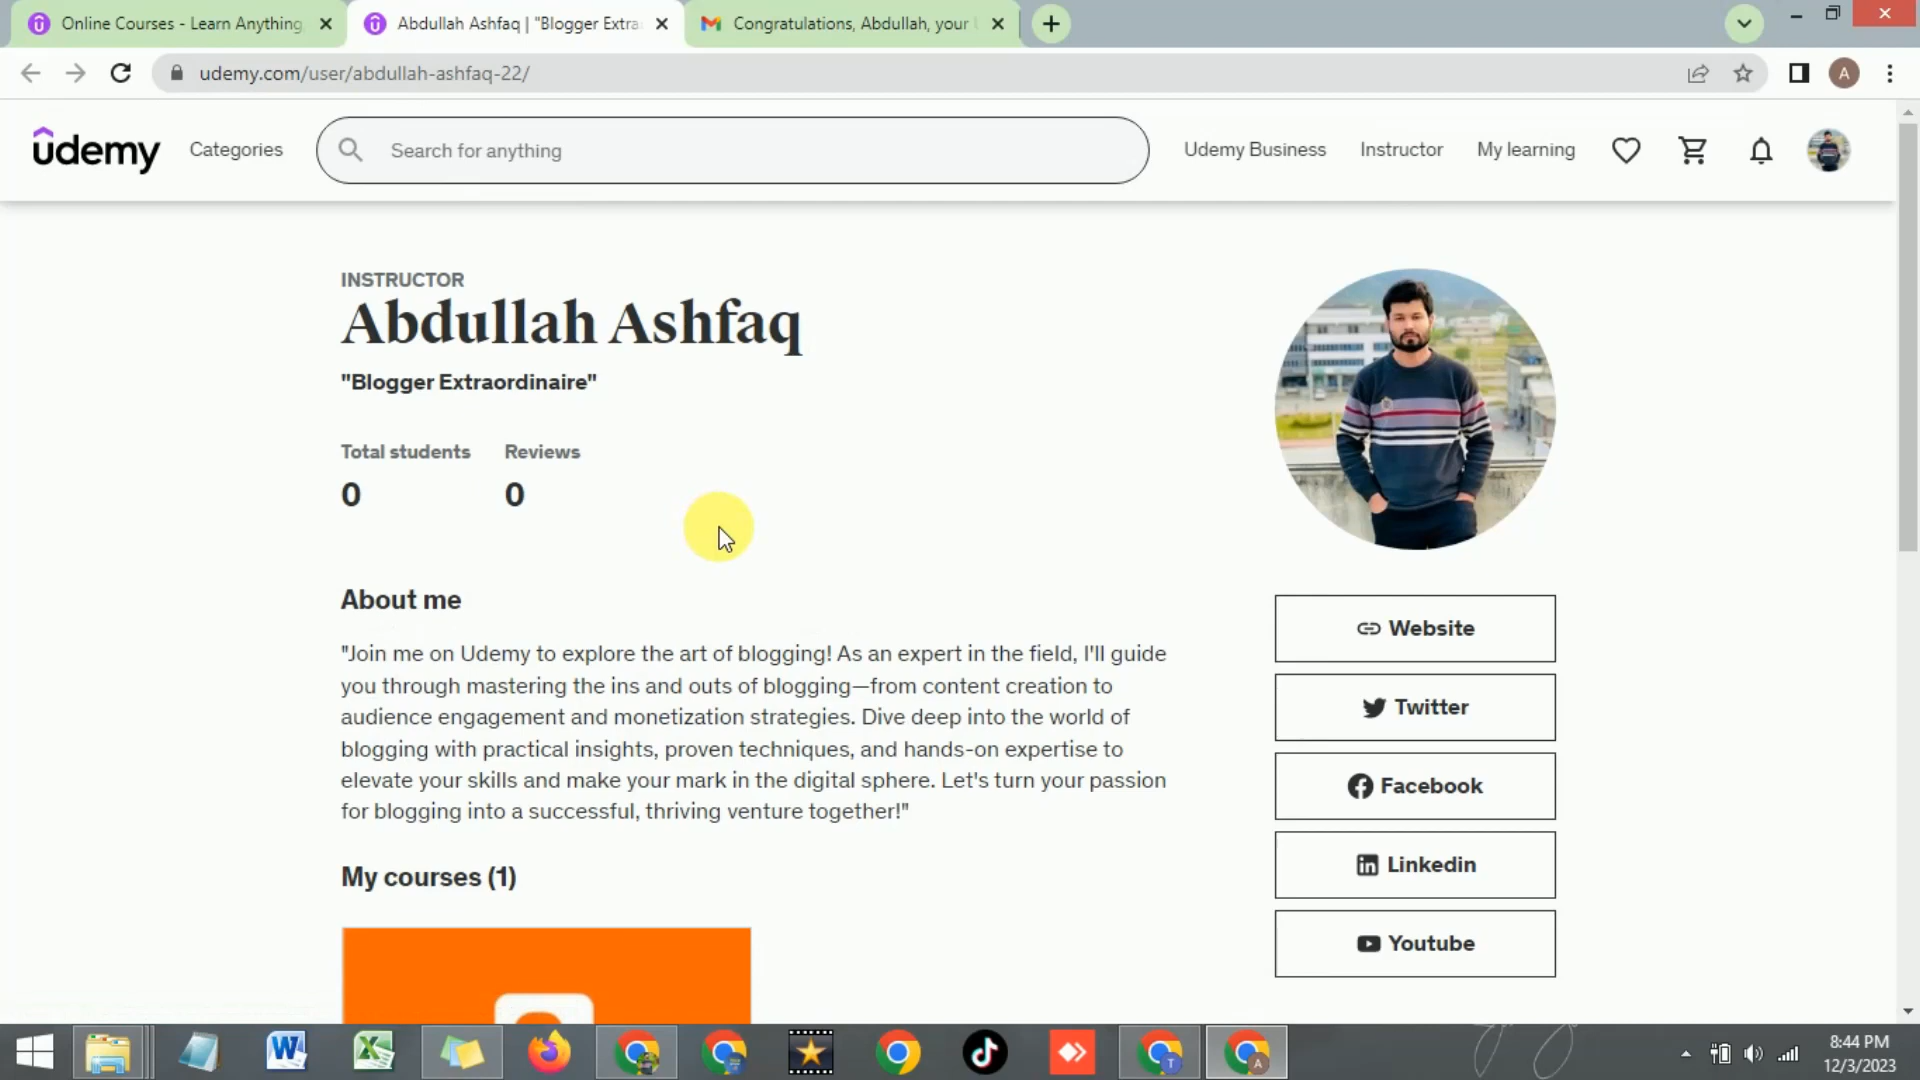 Online Courses - Learn Anything
Abdullah Ashfaq | "Blogger Extra
Congratulations, Abdullah, your
udemy.com/user/abdullah-ashfaq-22/
A
udemy
Categories
Search for anything
Udemy Business
Instructor
My learning
INSTRUCTOR
Abdullah Ashfaq
"Blogger Extraordinaire"
Total students
Reviews
0
0
About me
"Join me on Udemy to explore the art of blogging! As an expert in the field, I'll guide
you through mastering the ins and outs of blogging—from content creation to
audience engagement and monetization strategies. Dive deep into the world of
blogging with practical insights, proven techniques, and hands-on expertise to
elevate your skills and make your mark in the digital sphere. Let's turn your passion
for blogging into a successful, thriving venture together!"
My courses (1)
Website
Twitter
Facebook
Linkedin
Youtube
T
A
8:44 PM
12/3/2023